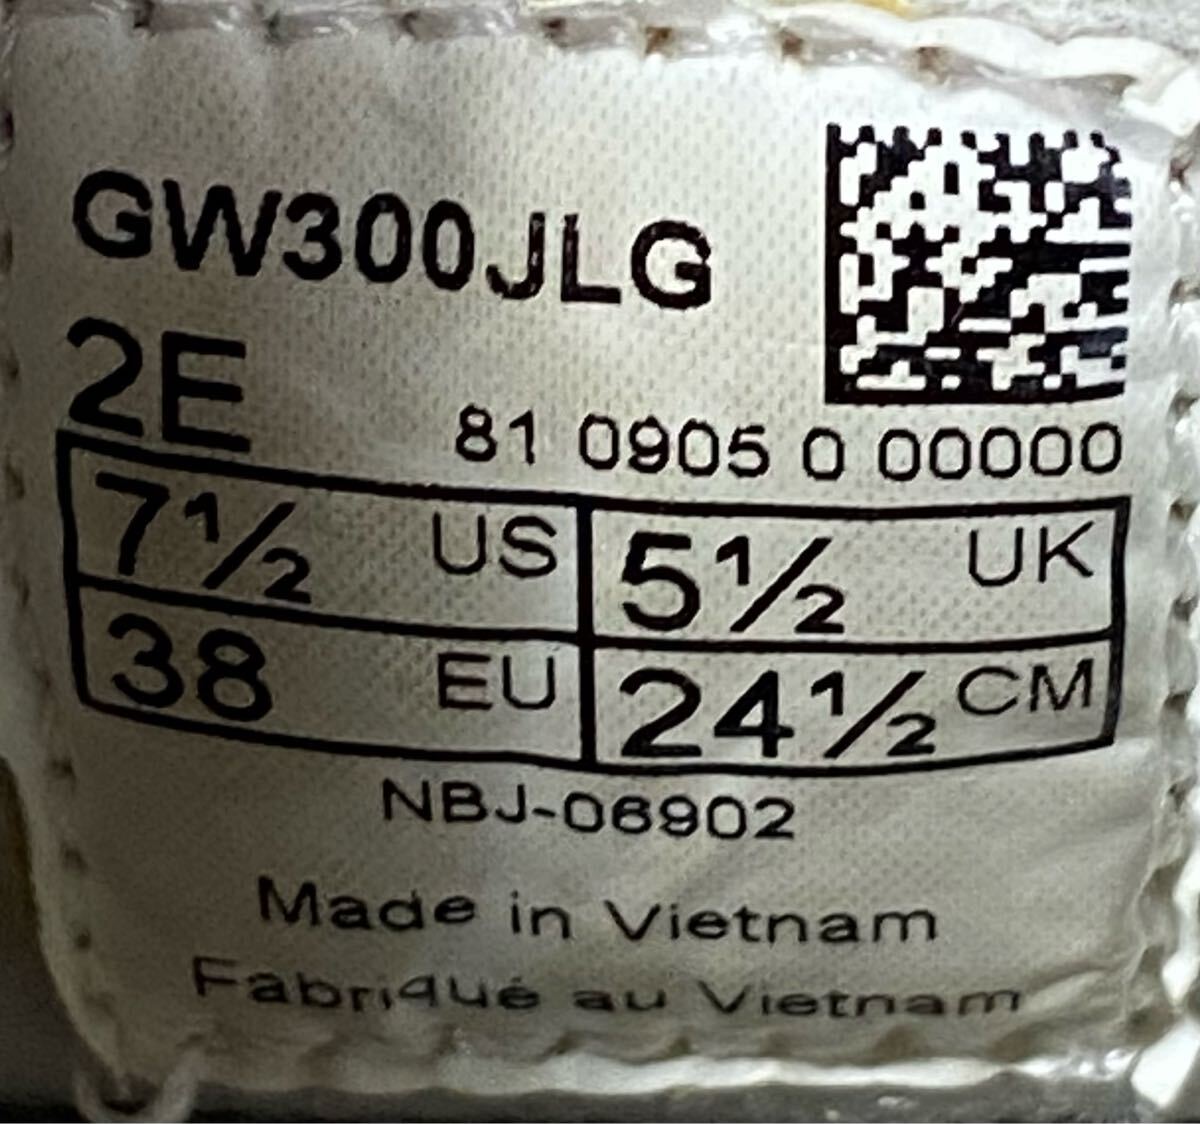 GW300JLG
2E
81 0905 0 00000
7½ US 5½ UK
38 EU 24½ CM
NBJ-06902
Made in Vietnam
Fabriqué au Vietnam